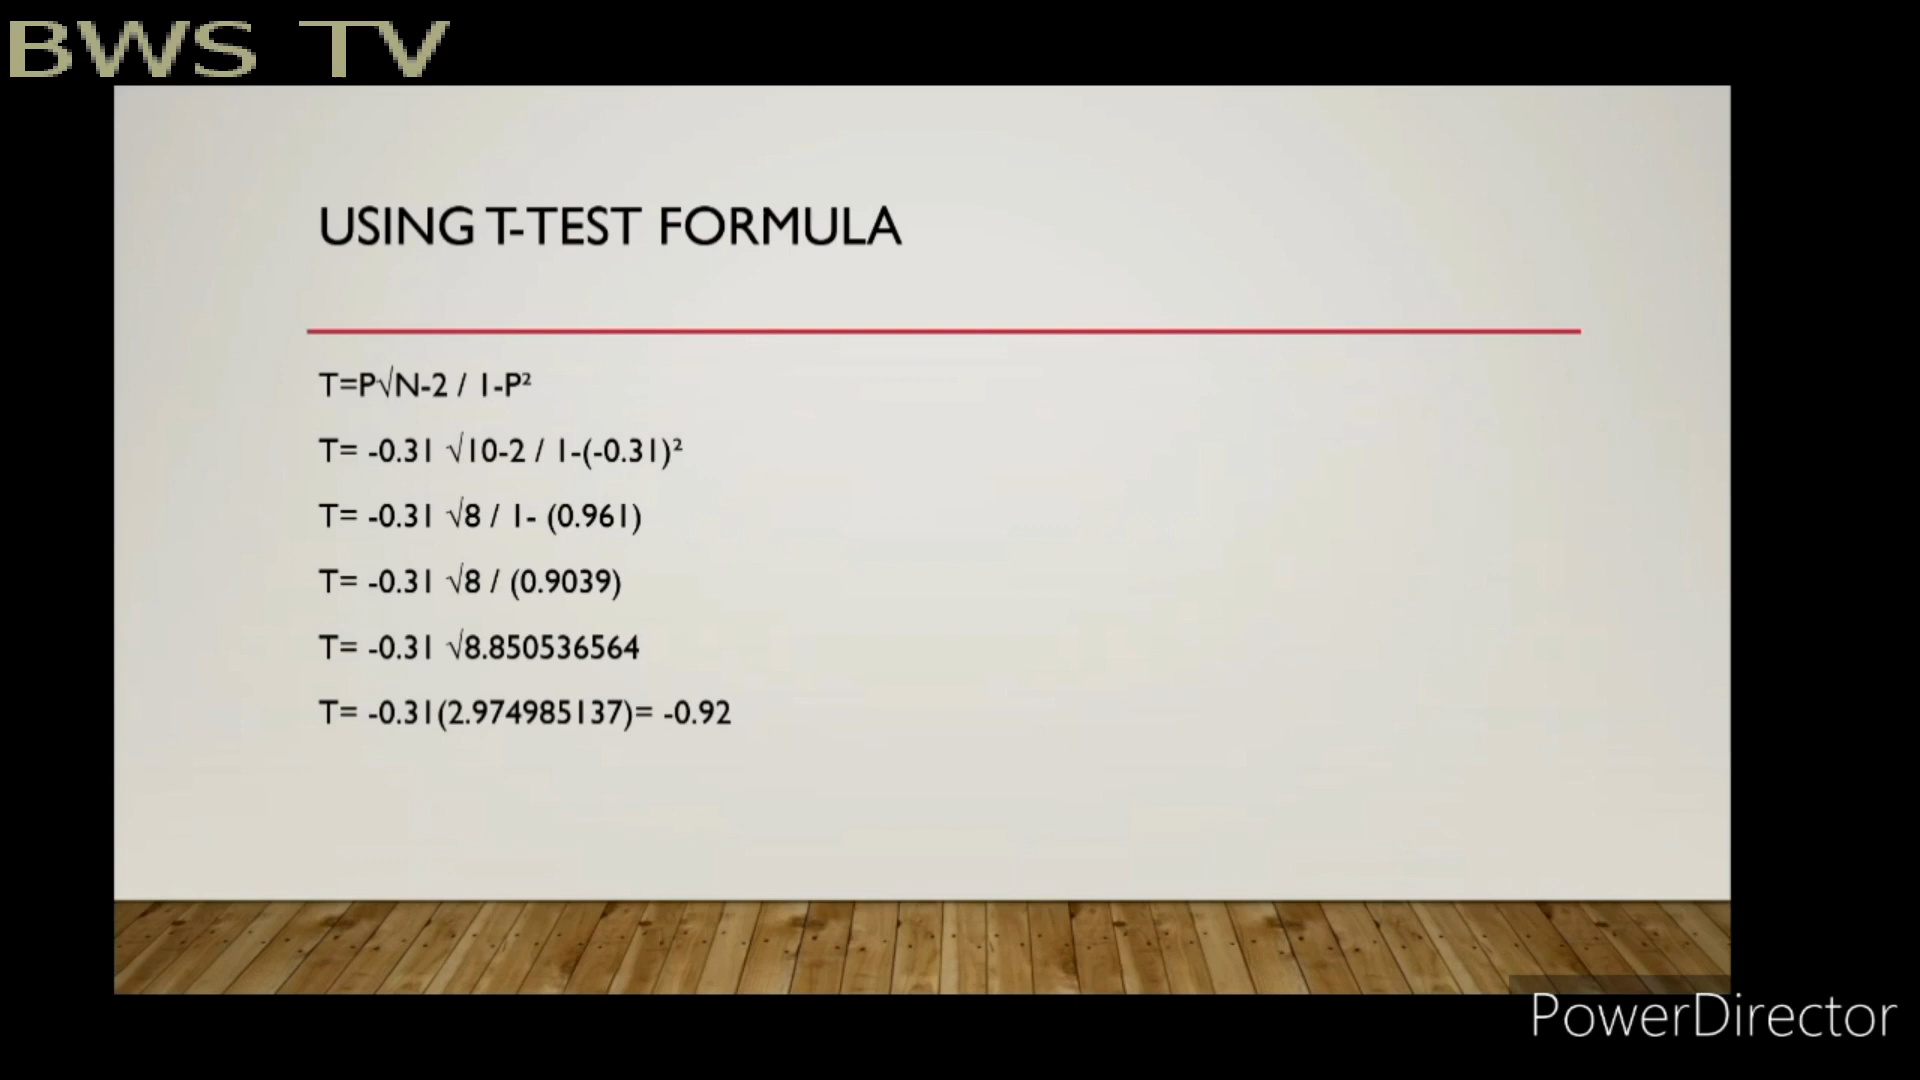 BWS TV
USING T-TEST FORMULA
T=P√N-2 / 1-P²
T= -0.31 √10-2 / 1-(-0.31)²
T= -0.31 √8 / 1- (0.961)
T= -0.31 √8 / (0.9039)
T= -0.31 √8.850536564
T= -0.31(2.974985137)= -0.92
PowerDirector